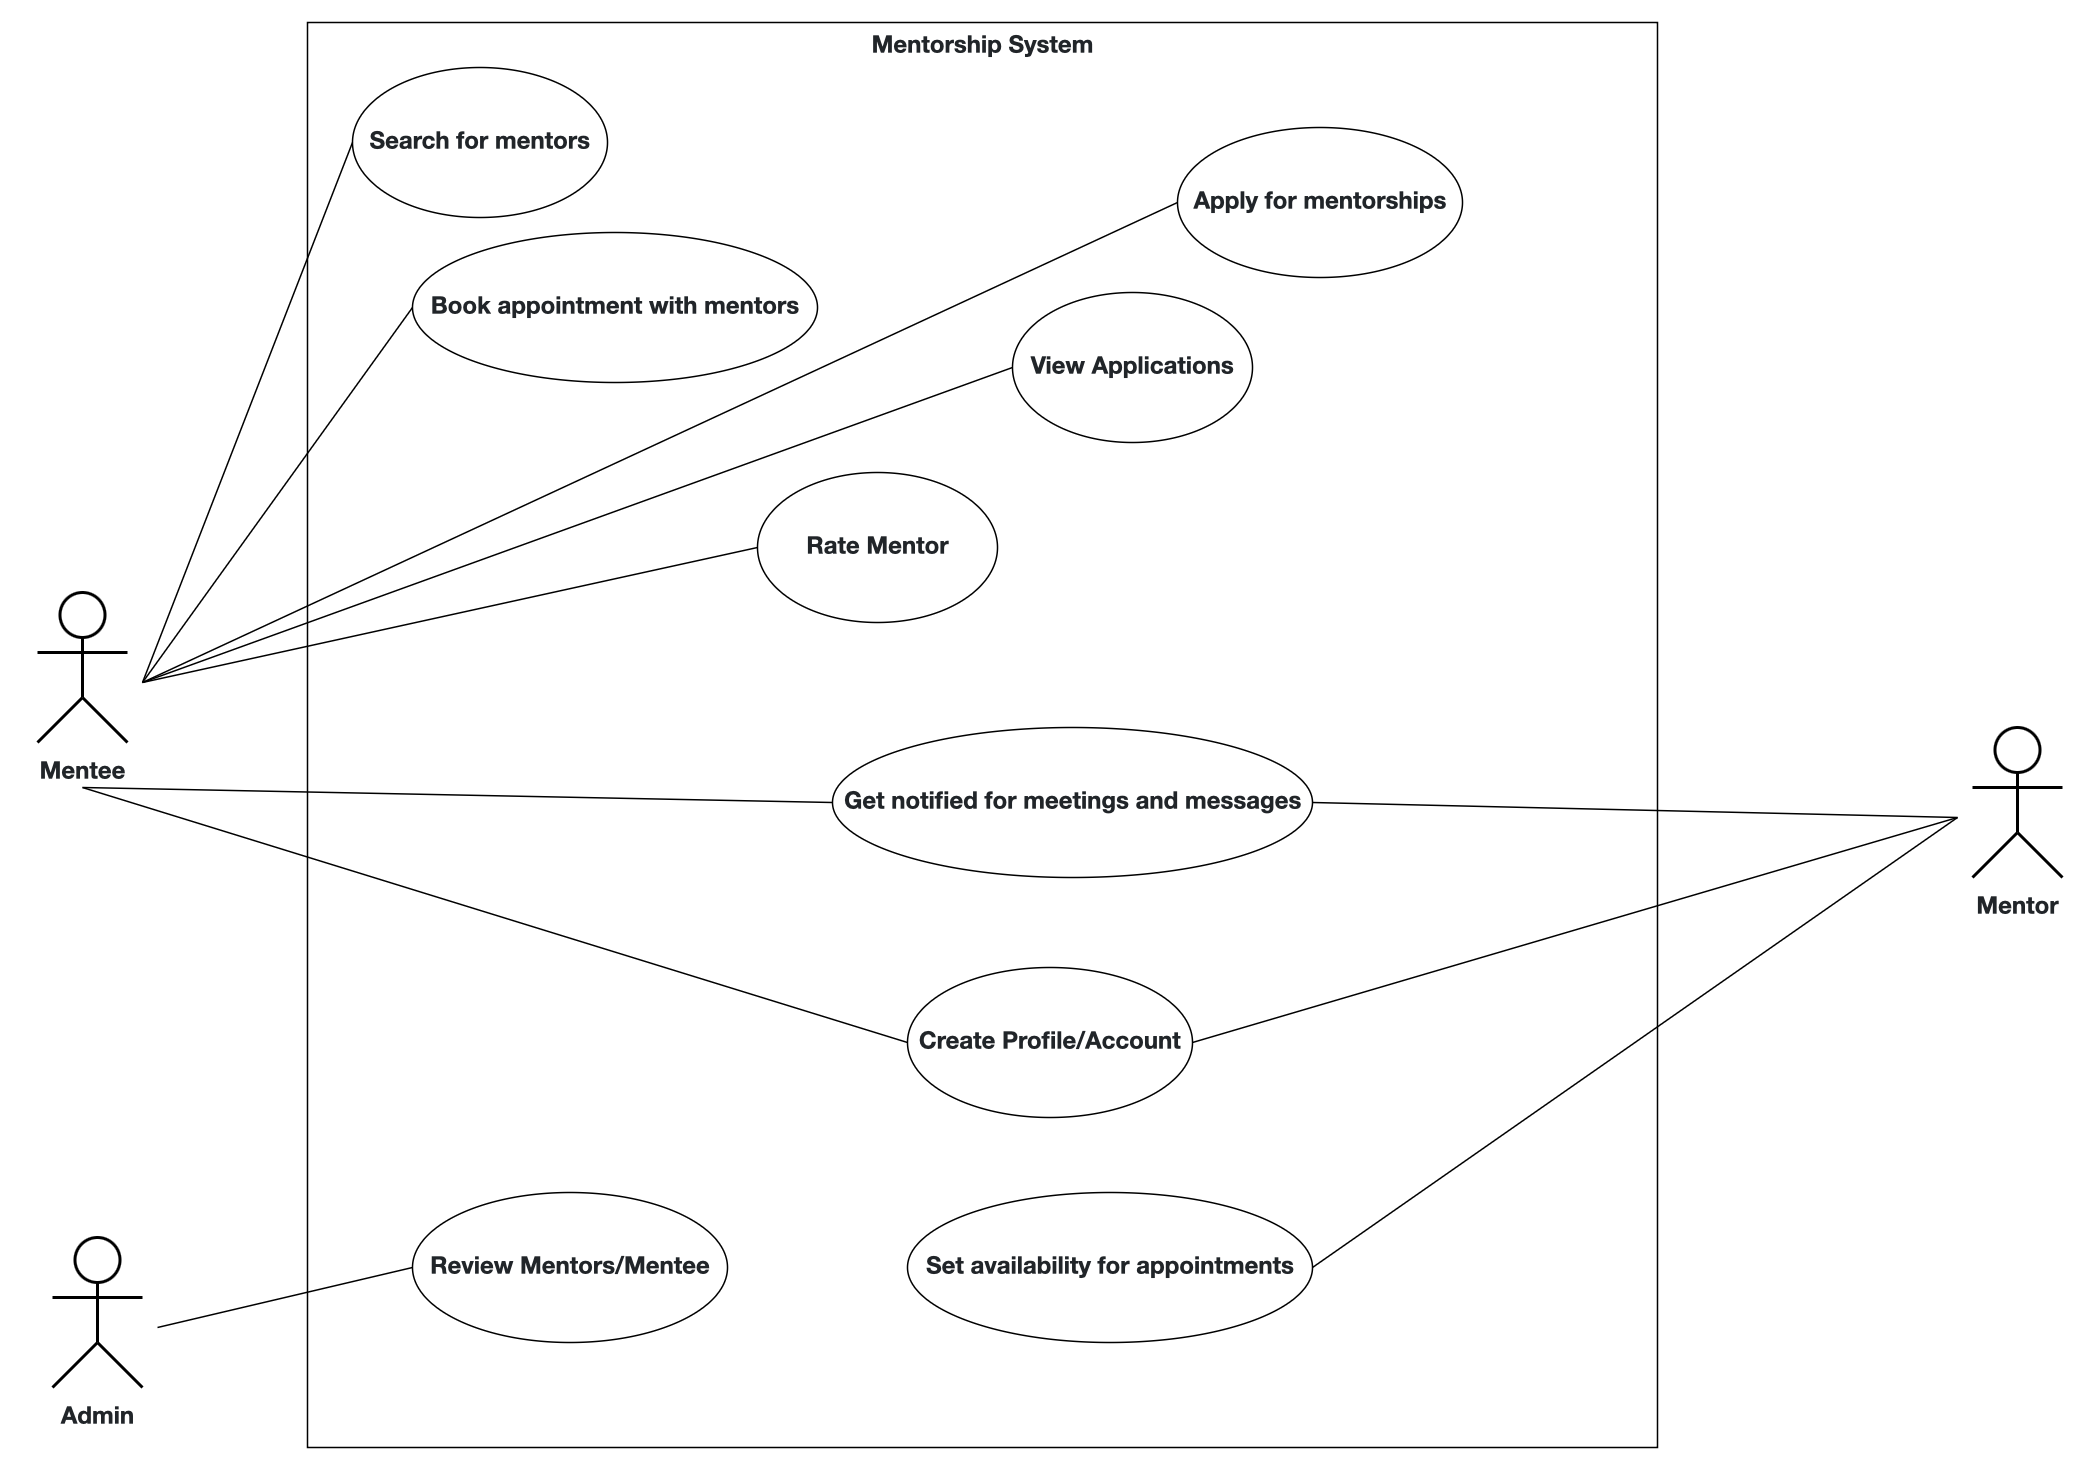 Mentorship System
Search for mentors
Apply for mentorships
Book appointment with mentors
View Applications
Rate Mentor
Mentee
Get notified for meetings and messages
Mentor
Create Profile/Account
Review Mentors/Mentee
Set availability for appointments
Admin